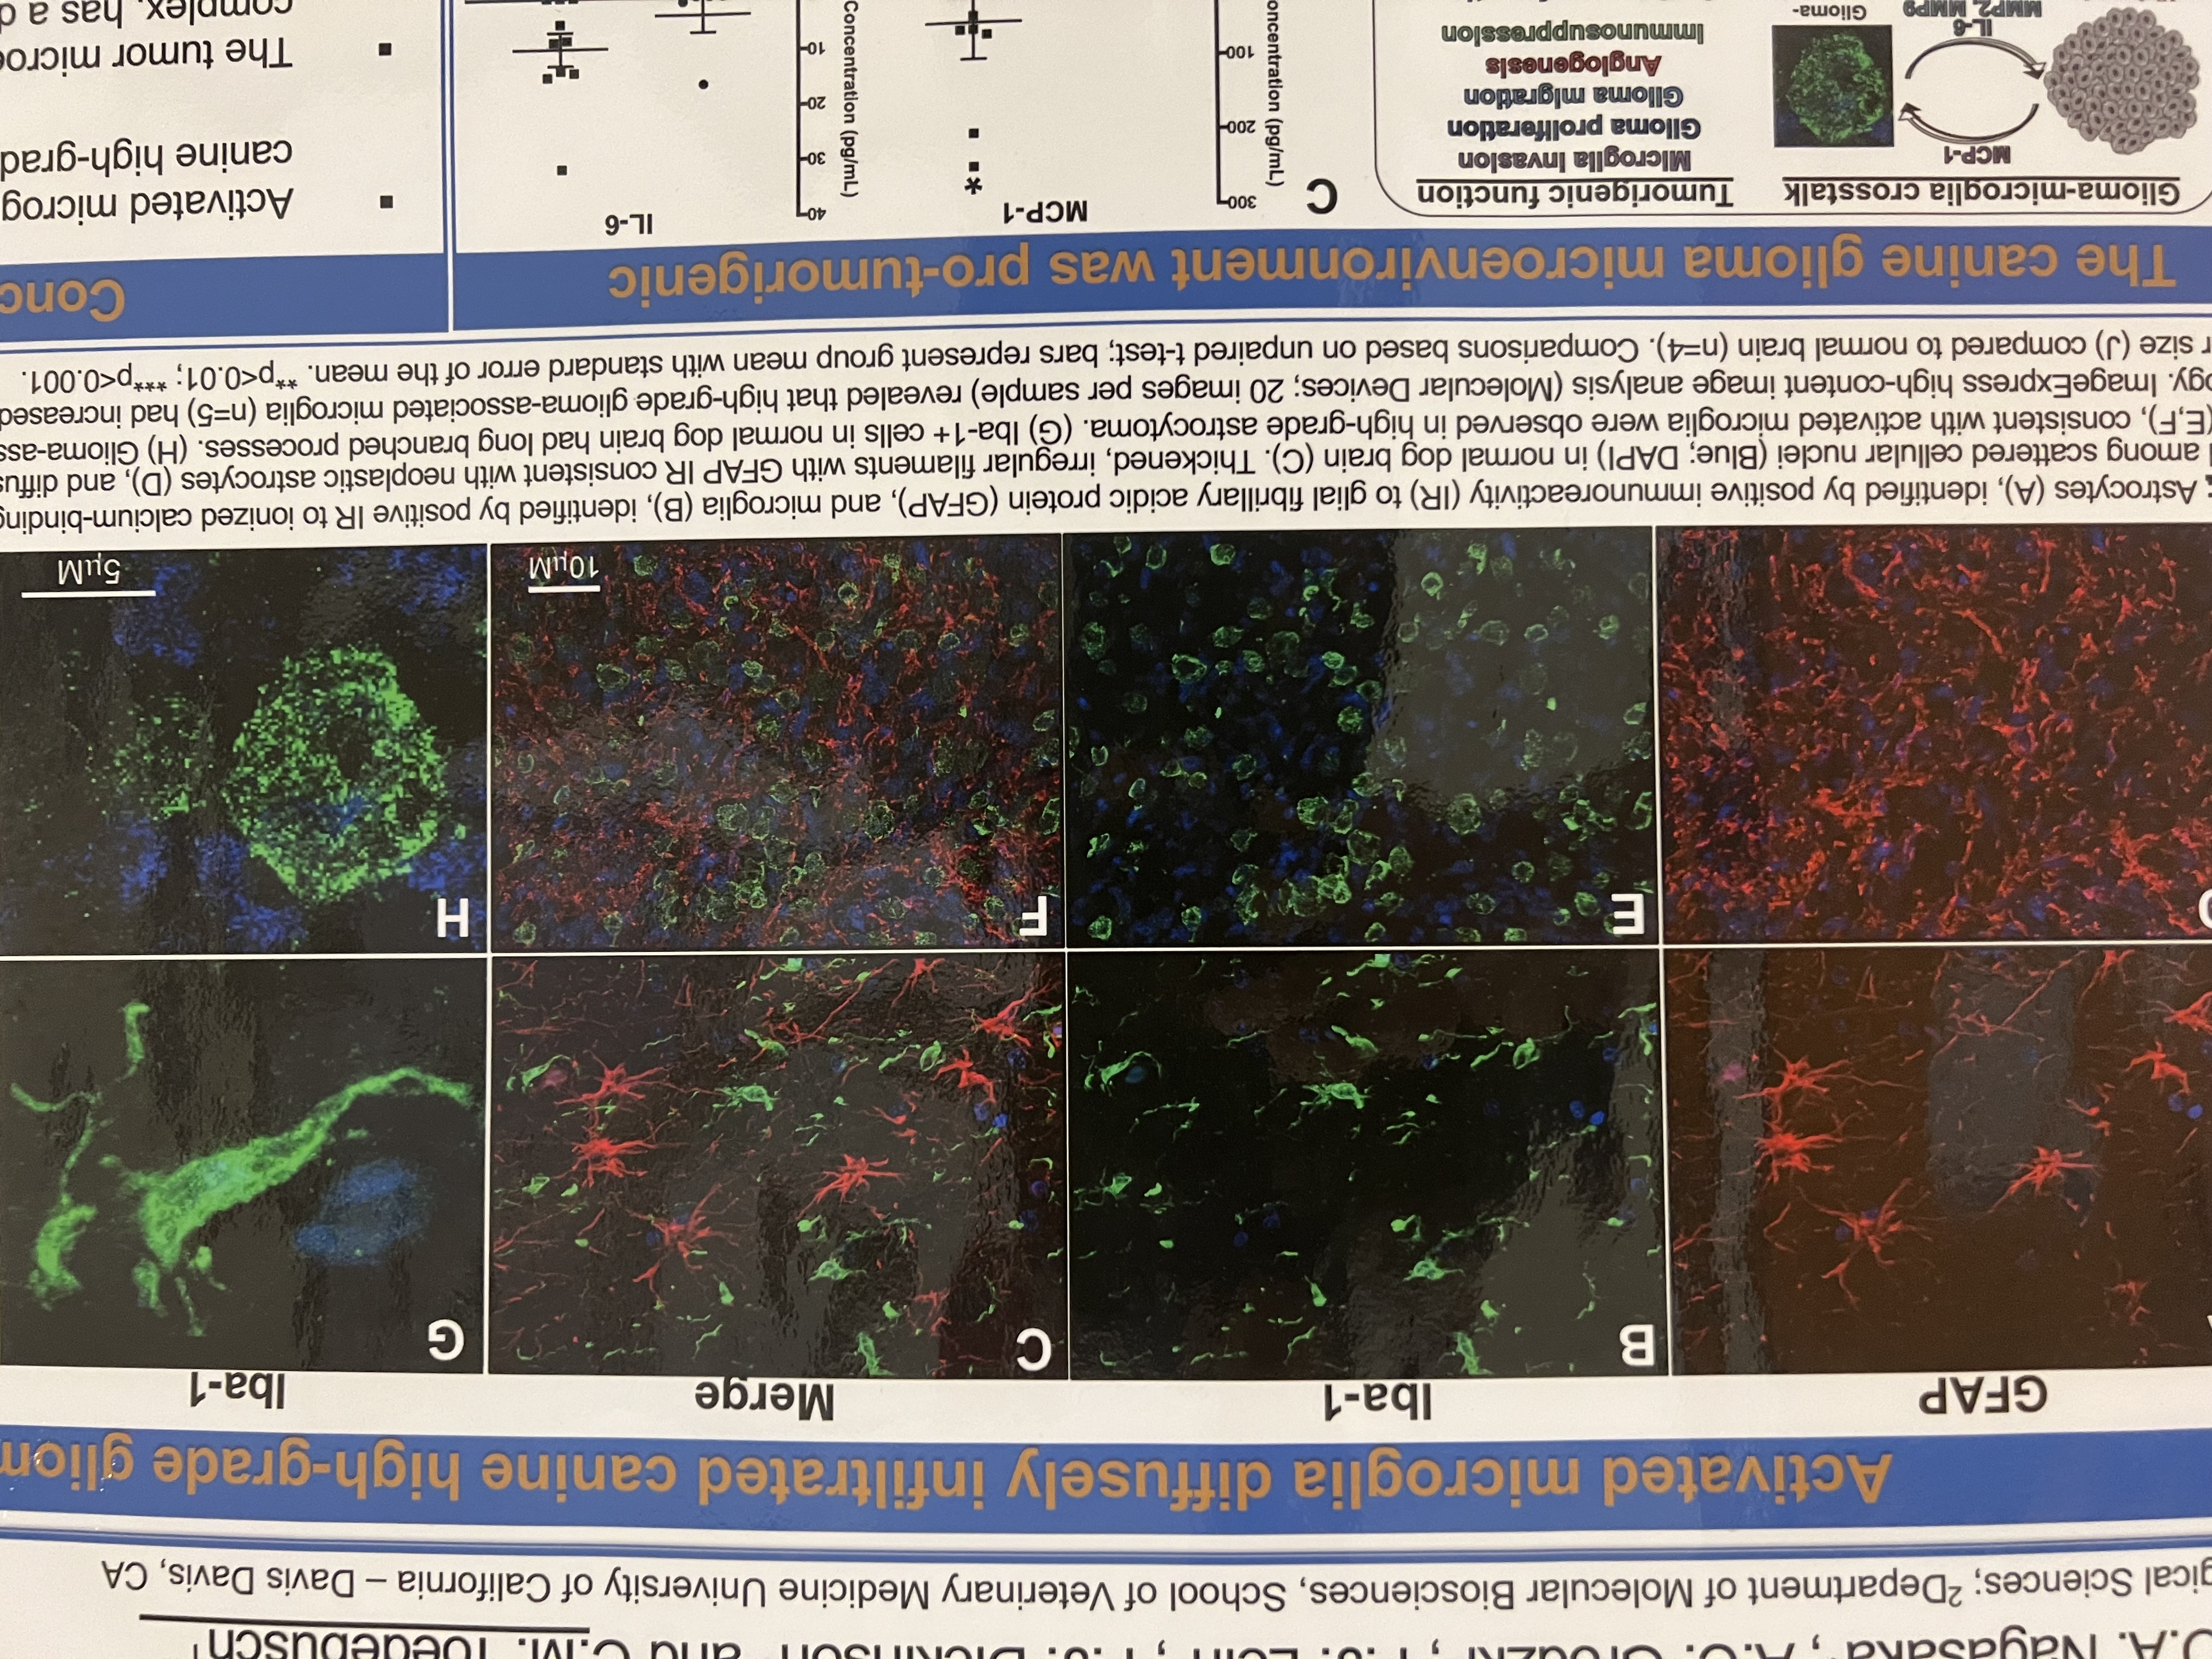 Nagasaka
and C.M. Toedebusch¹
gical Sciences; ²Department of Molecular Biosciences, School of Veterinary Medicine University of California – Davis Davis, CA
Activated microglia diffusely infiltrated canine high-grade gliom
GFAP
Iba-1
Merge
Iba-1
B
C
G
D
E
F
H
10µM
5µM
: Astrocytes (A), identified by positive immunoreactivity (IR) to glial fibrillary acidic protein (GFAP), and microglia (B), identified by positive IR to ionized calcium-binding
among scattered cellular nuclei (Blue; DAPI) in normal dog brain (C). Thickened, irregular filaments with GFAP IR consistent with neoplastic astrocytes (D), and diffus
(E,F), consistent with activated microglia were observed in high-grade astrocytoma. (G) Iba-1+ cells in normal dog brain had long branched processes. (H) Glioma-ass
ogy. ImageExpress high-content image analysis (Molecular Devices; 20 images per sample) revealed that high-grade glioma-associated microglia (n=5) had increased
r size (J) compared to normal brain (n=4). Comparisons based on unpaired t-test; bars represent group mean with standard error of the mean. **p<0.01; ***p<0.001.
The canine glioma microenvironment was pro-tumorigenic
Conc
Glioma-microglia crosstalk
MCP-1
IL-6
MMP2, MMP9
Glioma-
Tumorigenic function
Microglia invasion
Glioma proliferation
Glioma migration
Angiogenesis
Immunosuppression
C
MCP-1
300
200
100
oncentration (pg/mL)
*
IL-6
40
30
20
10
Concentration (pg/mL)
▪ Activated microg
canine high-grad
▪ The tumor microe
complex, has a d